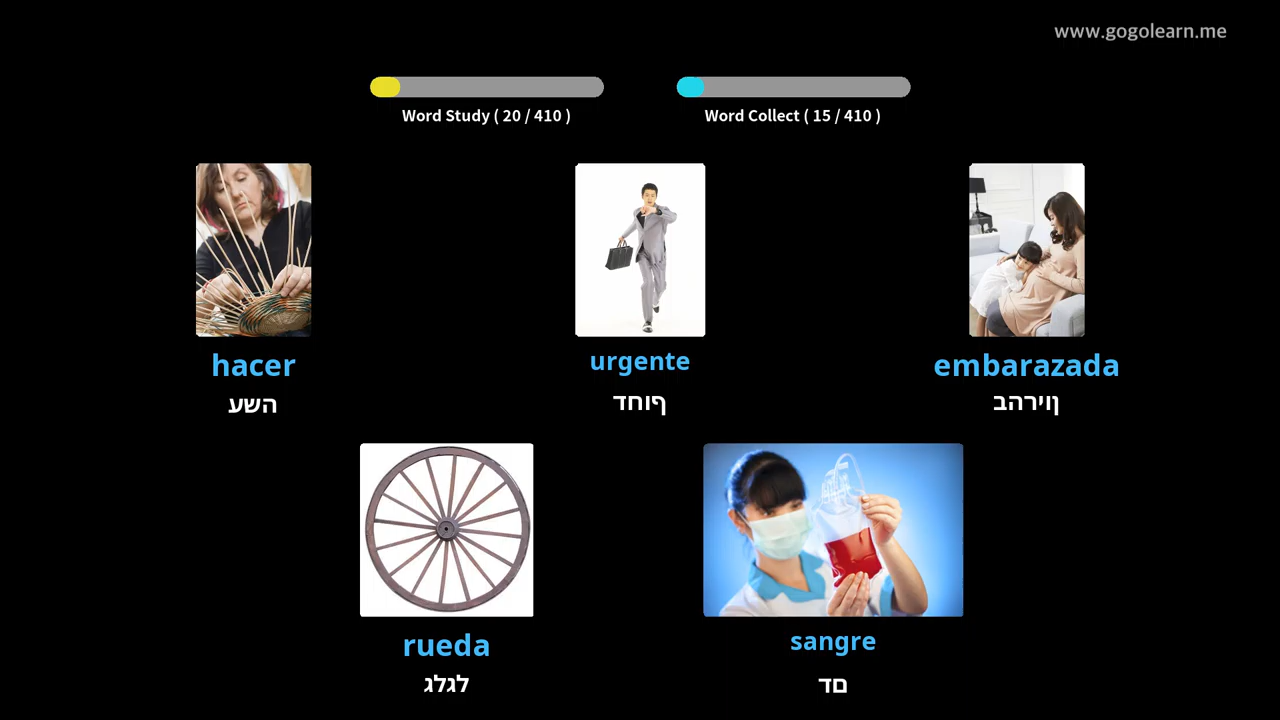 www.gogolearn.me
Word Study ( 20 / 410 )
Word Collect ( 15 / 410 )
hacer
השע
urgente
ףוחד
embarazada
ןוירהב
rueda
לגלג
sangre
םד